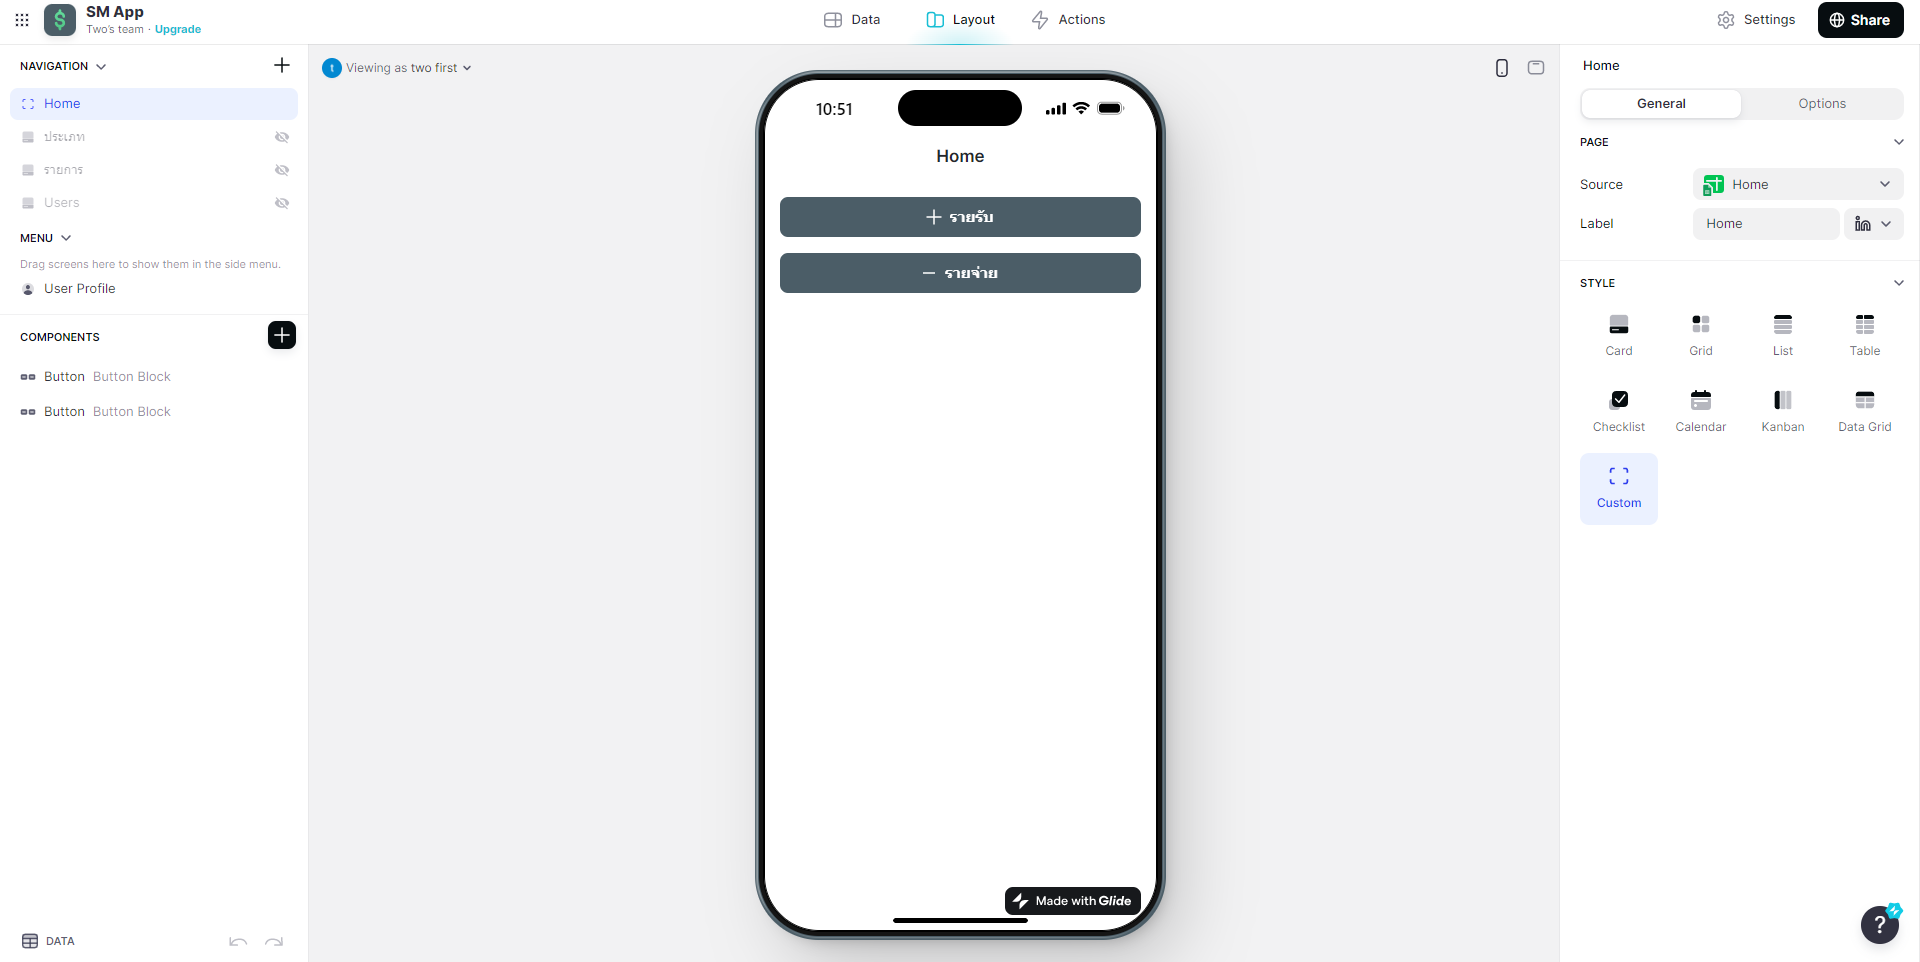 SM App
Two's team · Upgrade
Data
Layout
Actions
Settings
Share
NAVIGATION
Home
ประเภท
รายการ
Users
MENU
Drag screens here to show them in the side menu.
User Profile
COMPONENTS
Button Button Block
Button Button Block
DATA
t Viewing as two first
10:51
Home
+ รายรับ
− รายจ่าย
Made with Glide
Home
General
Options
PAGE
Source
Home
Label
Home
STYLE
Card
Grid
List
Table
Checklist
Calendar
Kanban
Data Grid
Custom
?